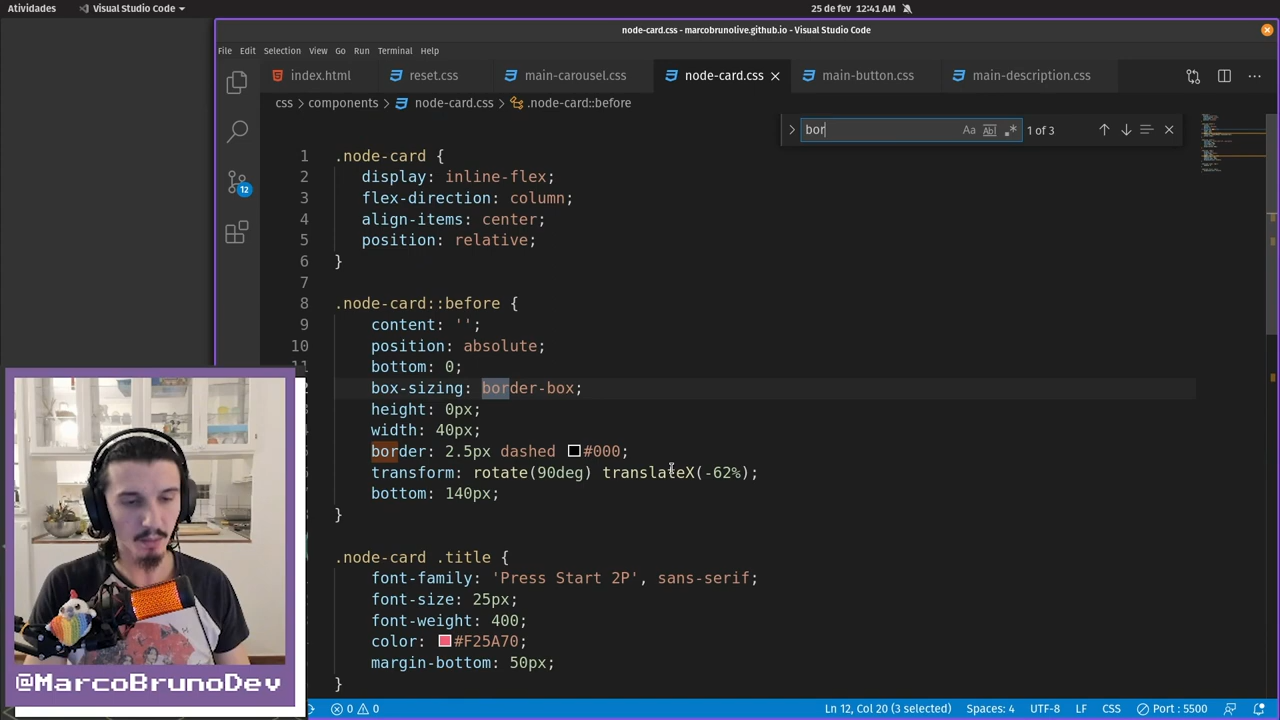 Atividades Visual Studio Code 25 de fev 12:41 AM
node-card.css - marcobrunolive.github.io - Visual Studio Code
File Edit Selection View Go Run Terminal Help
index.html reset.css main-carousel.css node-card.css main-button.css main-description.css
css > components > node-card.css > .node-card::before
bor Aa Abl .* 1 of 3
1 .node-card {
2 display: inline-flex;
3 flex-direction: column;
4 align-items: center;
5 position: relative;
6 }
7
8 .node-card::before {
9 content: '';
10 position: absolute;
11 bottom: 0;
2 box-sizing: border-box;
height: 0px;
width: 40px;
border: 2.5px dashed #000;
transform: rotate(90deg) translateX(-62%);
bottom: 140px;
}
.node-card .title {
font-family: 'Press Start 2P', sans-serif;
font-size: 25px;
font-weight: 400;
color: #F25A70;
margin-bottom: 50px;
}
12
@MarcoBrunoDev
0 0 Ln 12, Col 20 (3 selected) Spaces: 4 UTF-8 LF CSS Port : 5500